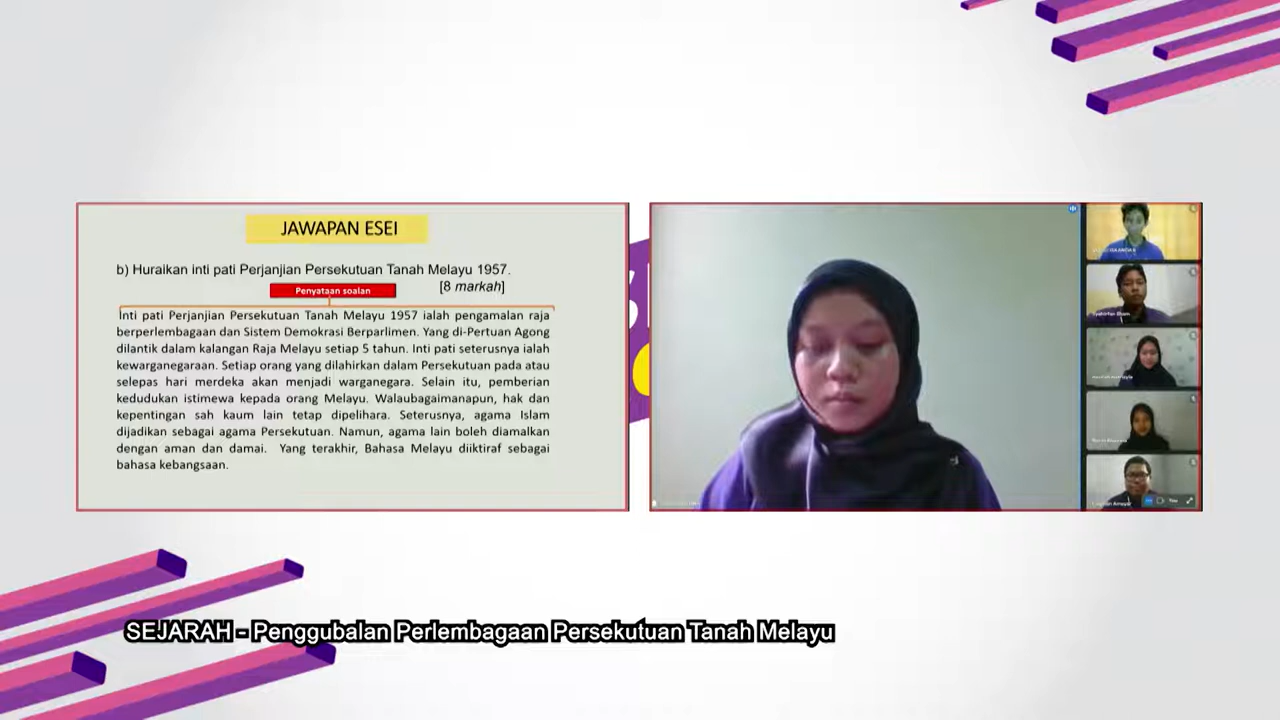 JAWAPAN ESEI
b) Huraikan inti pati Perjanjian Persekutuan Tanah Melayu 1957.
[8 markah]
Penyataan soalan
Inti pati Perjanjian Persekutuan Tanah Melayu 1957 ialah pengamalan raja
berperlembagaan dan Sistem Demokrasi Berparlimen. Yang di-Pertuan Agong
dilantik dalam kalangan Raja Melayu setiap 5 tahun. Inti pati seterusnya ialah
kewarganegaraan. Setiap orang yang dilahirkan dalam Persekutuan pada atau
selepas hari merdeka akan menjadi warganegara. Selain itu, pemberian
kedudukan istimewa kepada orang Melayu. Walaubagaimanapun, hak dan
kepentingan sah kaum lain tetap dipelihara. Seterusnya, agama Islam
dijadikan sebagai agama Persekutuan. Namun, agama lain boleh diamalkan
dengan aman dan damai. Yang terakhir, Bahasa Melayu diiktiraf sebagai
bahasa kebangsaan.
SEJARAH - Penggubalan Perlembagaan Persekutuan Tanah Melayu